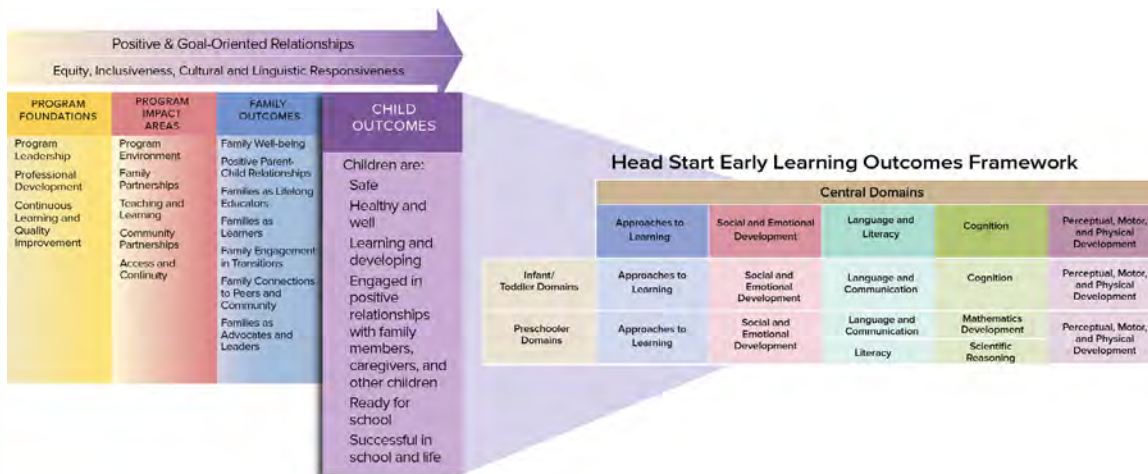 Positive & Goal-Oriented Relationships
Equity, Inclusiveness, Cultural and Linguistic Responsiveness
PROGRAM
FOUNDATIONS
Program
Leadership
Professional
Development
Continuous
Learning and
Quality
Improvement
PROGRAM
IMPACT
AREAS
Program
Environment
Family
Partnerships
Teaching and
Learning
Community
Partnerships
Access and
Continuity
FAMILY
OUTCOMES
Family Well-being
Positive Parent-
Child Relationships
Families as Lifelong
Educators
Families as
Learners
Family Engagement
in Transitions
Family Connections
to Peers and
Community
Families as
Advocates and
Leaders
CHILD
OUTCOMES
Children are:
Safe
Healthy and
well
Learning and
developing
Engaged in
positive
relationships
with family
members,
caregivers, and
other children
Ready for
school
Successful in
school and life
Head Start Early Learning Outcomes Framework
Central Domains
Approaches to
Learning
Social and Emotional
Development
Language and
Literacy
Cognition
Perceptual, Motor,
and Physical
Development
Infant/
Toddler Domains
Approaches to
Learning
Social and
Emotional
Development
Language and
Communication
Cognition
Perceptual, Motor,
and Physical
Development
Preschooler
Domains
Approaches to
Learning
Social and
Emotional
Development
Language and
Communication
Literacy
Mathematics
Development
Scientific
Reasoning
Perceptual, Motor,
and Physical
Development